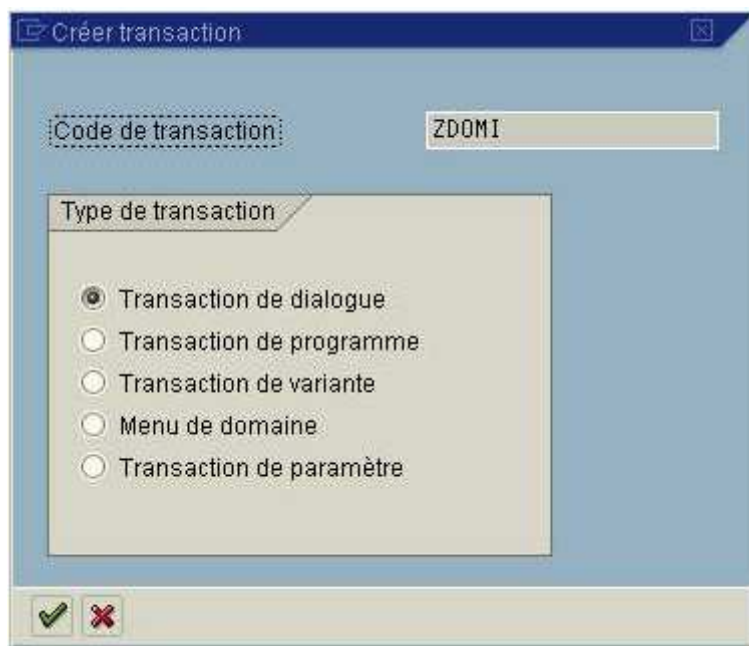 Créer transaction
Code de transaction ZDOMI
Type de transaction
Transaction de dialogue
Transaction de programme
Transaction de variante
Menu de domaine
Transaction de paramètre